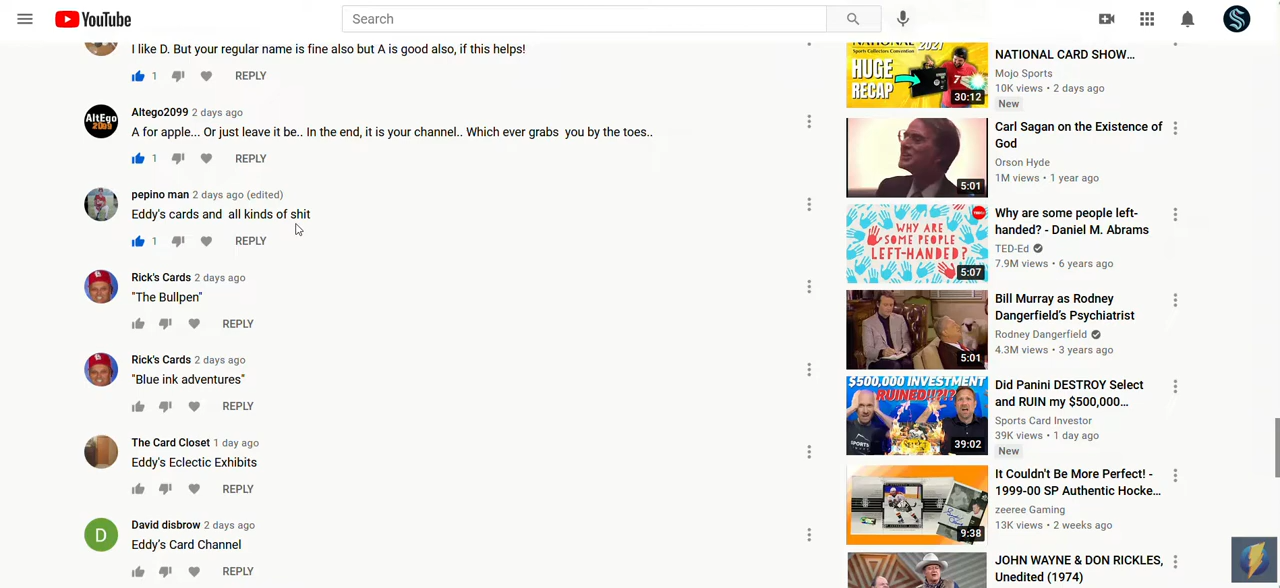 YouTube
Search
I like D. But your regular name is fine also but A is good also, if this helps!
1 REPLY
Altego2099 2 days ago
A for apple... Or just leave it be.. In the end, it is your channel.. Which ever grabs you by the toes..
1 REPLY
pepino man 2 days ago (edited)
Eddy's cards and all kinds of shit
1 REPLY
Rick's Cards 2 days ago
"The Bullpen"
REPLY
Rick's Cards 2 days ago
"Blue ink adventures"
REPLY
The Card Closet 1 day ago
Eddy's Eclectic Exhibits
REPLY
D
David disbrow 2 days ago
Eddy's Card Channel
REPLY
AltEgo
2099
NATIONAL 2021
Sports Collectors Convention
HUGE
RECAP
30:12
NATIONAL CARD SHOW...
Mojo Sports
10K views • 2 days ago
New
5:01
Carl Sagan on the Existence of
God
Orson Hyde
1M views • 1 year ago
WHY ARE
SOME PEOPLE
LEFT-HANDED?
5:07
Why are some people left-
handed? - Daniel M. Abrams
TED-Ed
7.9M views • 6 years ago
5:01
Bill Murray as Rodney
Dangerfield's Psychiatrist
Rodney Dangerfield
4.3M views • 3 years ago
$500,000 INVESTMENT
RUINED!!?!?
39:02
Did Panini DESTROY Select
and RUIN my $500,000...
Sports Card Investor
39K views • 1 day ago
New
9:38
It Couldn't Be More Perfect! -
1999-00 SP Authentic Hocke...
zeeree Gaming
13K views • 2 weeks ago
JOHN WAYNE & DON RICKLES,
Unedited (1974)